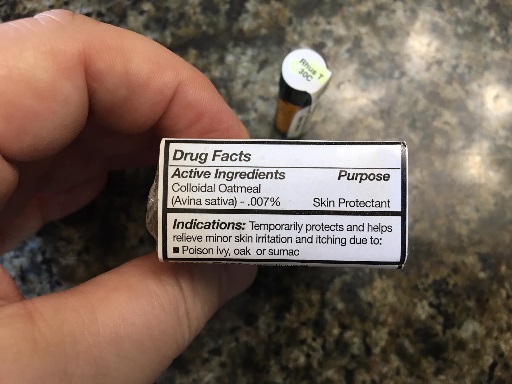 Rhus T
30C
Drug Facts
Active Ingredients Purpose
Colloidal Oatmeal
(Avina sativa) - .007% Skin Protectant
Indications: Temporarily protects and helps
relieve minor skin irritation and itching due to:
■ Poison Ivy, oak or sumac